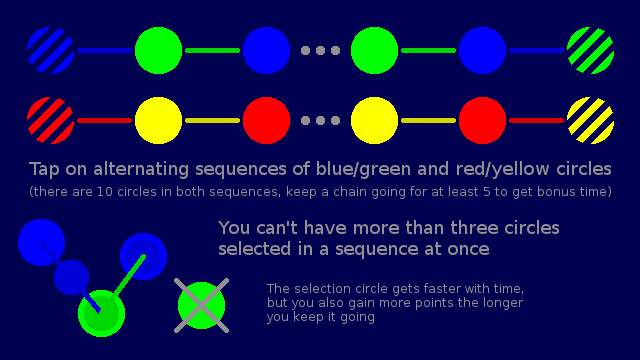 Tap on alternating sequences of blue/green and red/yellow circles
(there are 10 circles in both sequences, keep a chain going for at least 5 to get bonus time)
You can't have more than three circles
selected in a sequence at once
The selection circle gets faster with time,
but you also gain more points the longer
you keep it going